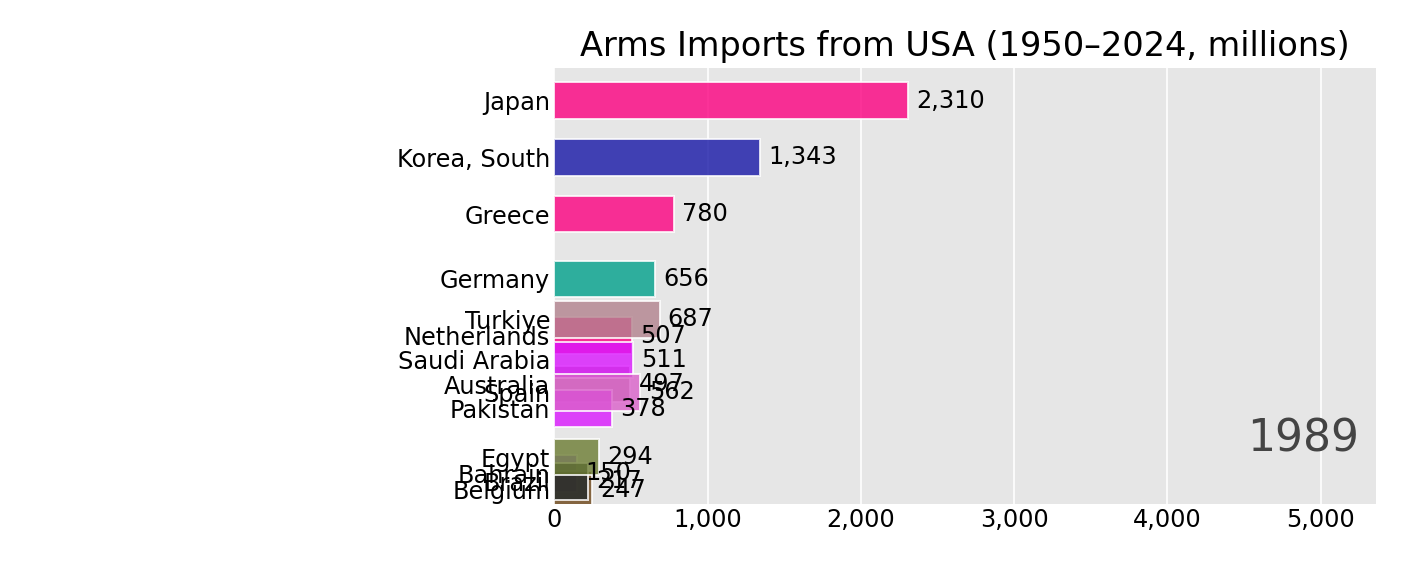 Arms Imports from USA (1950–2024, millions)
Japan 2,310
Korea, South 1,343
Greece 780
Germany 656
Turkiye 687
Netherlands 507
Saudi Arabia 511
Australia 497
Spain 562
Pakistan 378
1989
Egypt 294
Bahrain 150
Brazil 217
Belgium 247
0 1,000 2,000 3,000 4,000 5,000